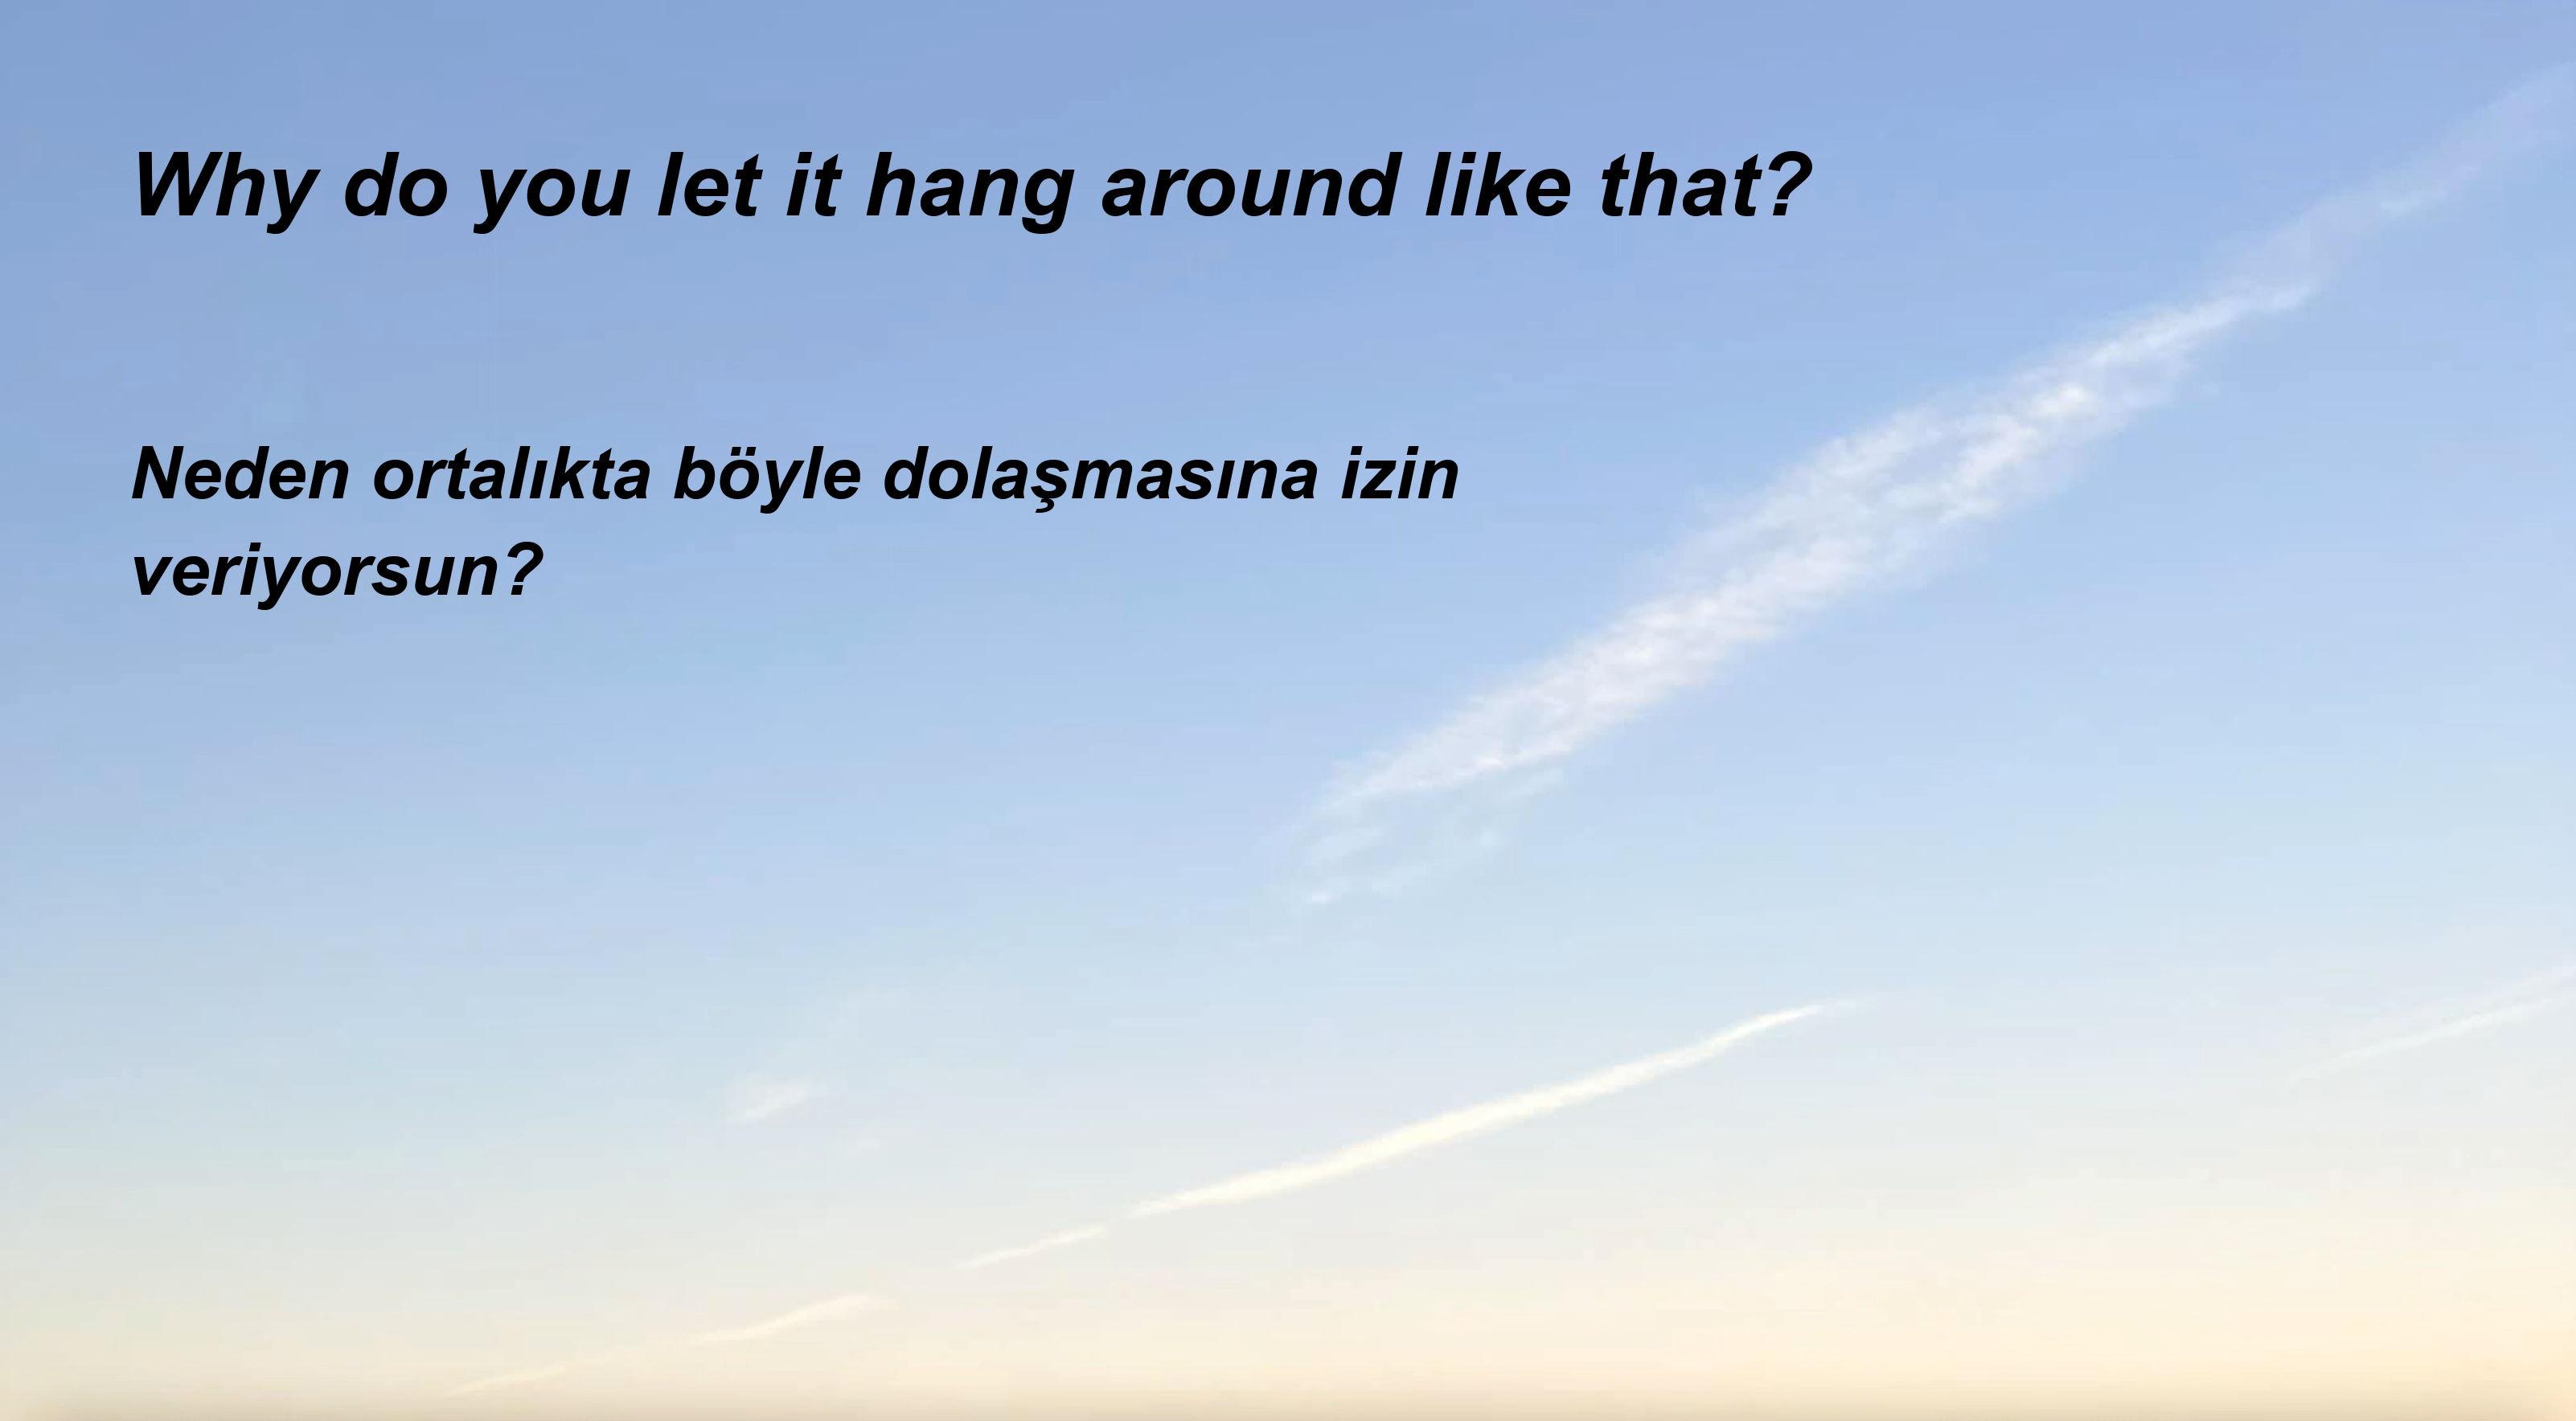 Why do you let it hang around like that?
Neden ortalıkta böyle dolaşmasına izin
veriyorsun?